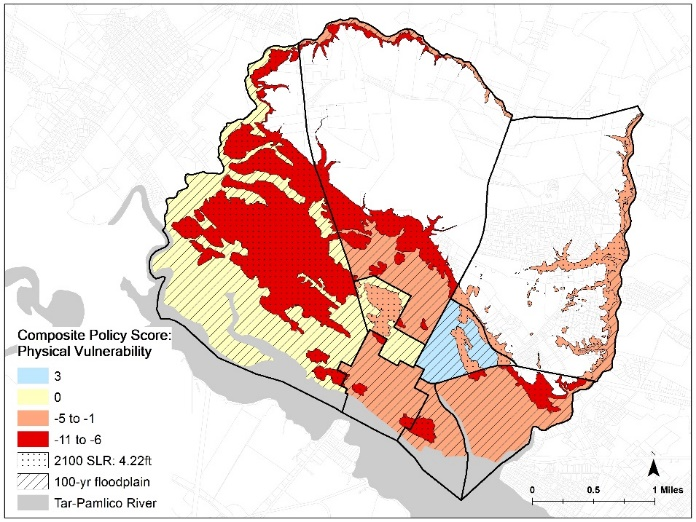 Composite Policy Score:
Physical Vulnerability
3
0
-5 to -1
-11 to -6
2100 SLR: 4.22ft
100-yr floodplain
Tar-Pamlico River
0 0.5 1 Miles